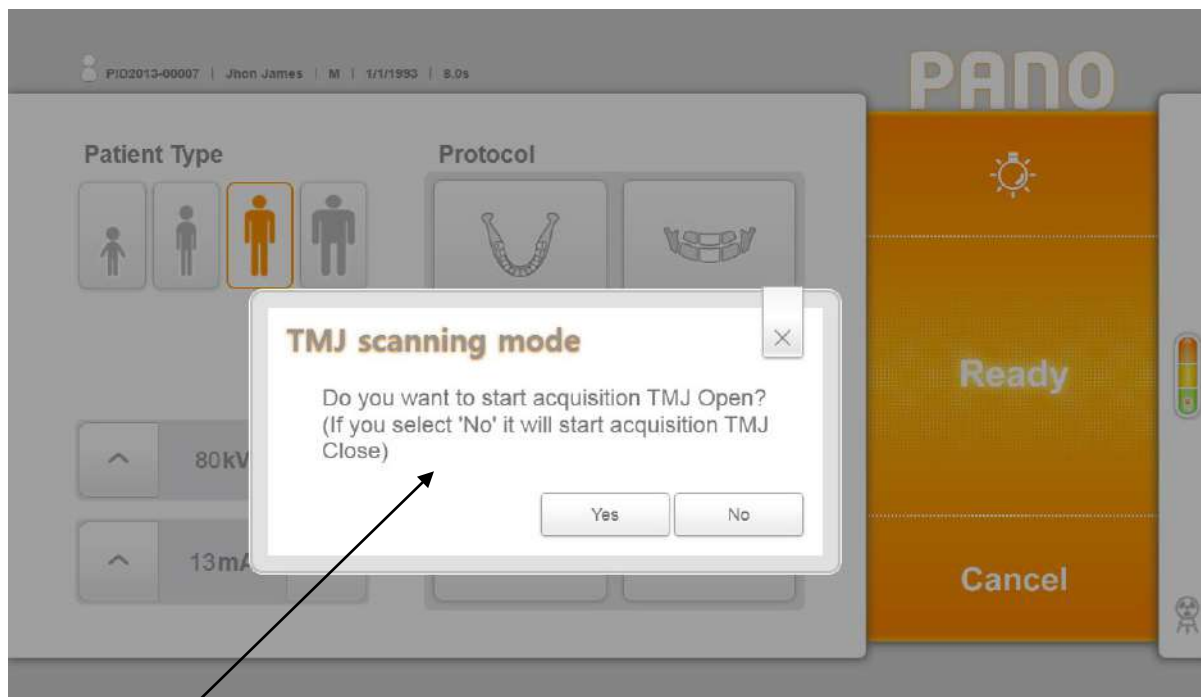 PID2013-00007 | Jhon James | M | 1/1/1993 | 8.0s
PANO
Patient Type
Protocol
TMJ scanning mode
Do you want to start acquisition TMJ Open?
(If you select 'No' it will start acquisition TMJ
Close)
Yes
No
80kV
13mA
Ready
Cancel